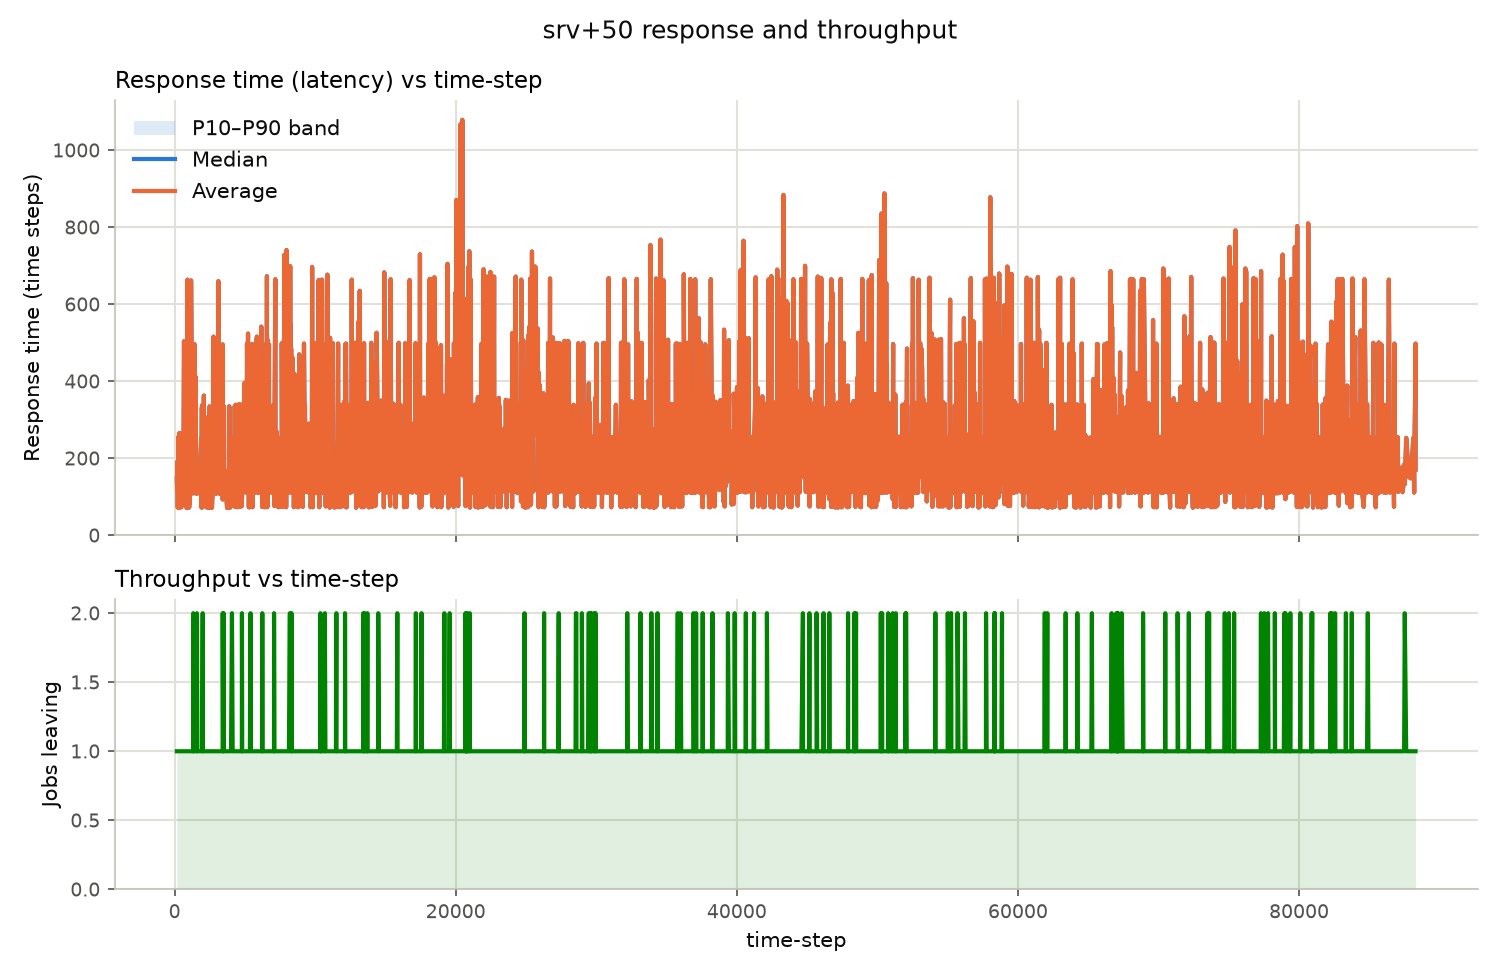 srv+50 response and throughput
Response time (latency) vs time-step
P10–P90 band
Median
Average
Response time (time steps)
1000
800
600
400
200
0
Throughput vs time-step
Jobs leaving
2.0
1.5
1.0
0.5
0.0
0
20000
40000
60000
80000
time-step